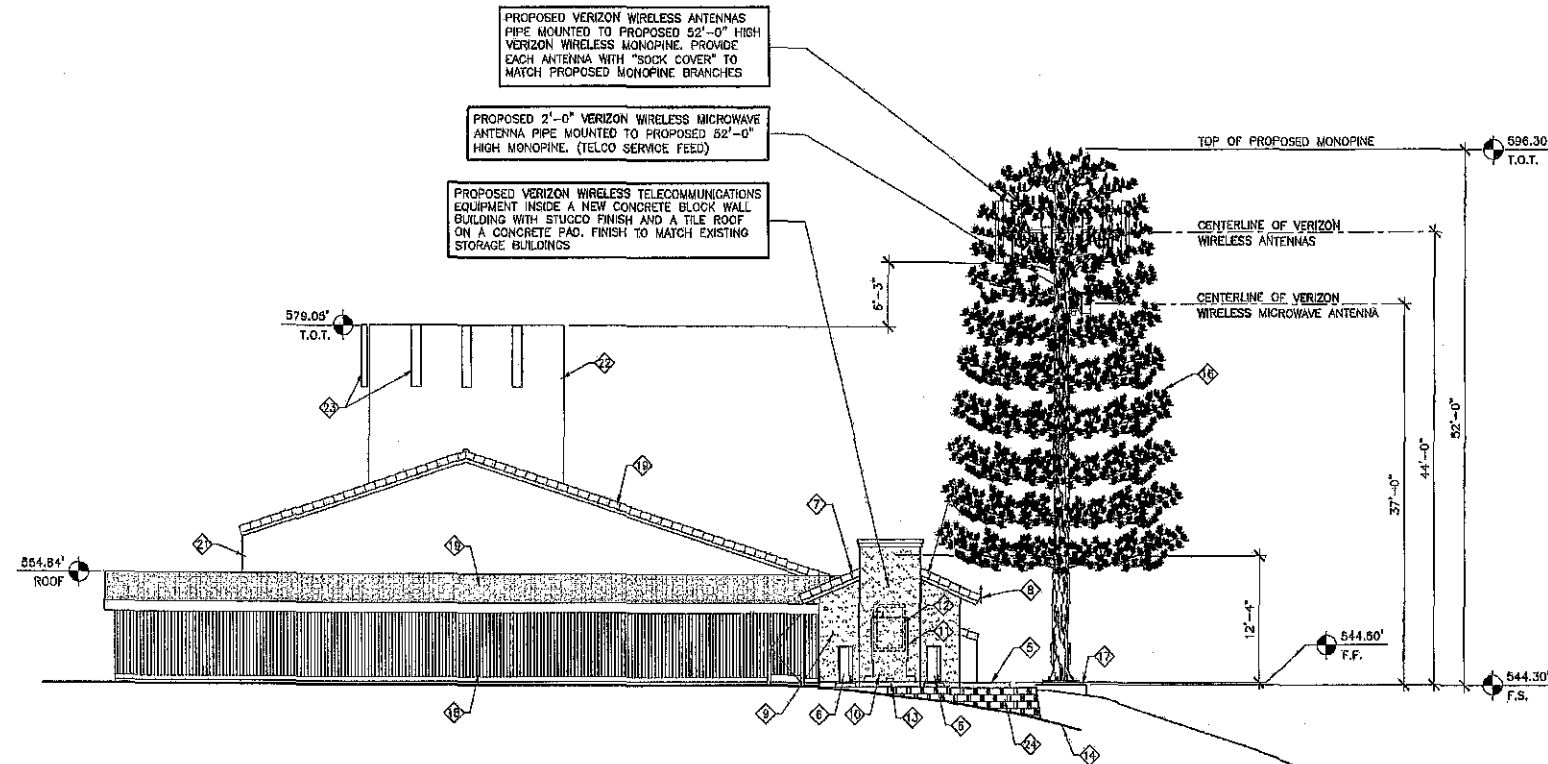 PROPOSED VERIZON WIRELESS ANTENNAS
PIPE MOUNTED TO PROPOSED 52'-0" HIGH
VERIZON WIRELESS MONOPINE. PROVIDE
EACH ANTENNA WITH "SOCK COVER" TO
MATCH PROPOSED MONOPINE BRANCHES
PROPOSED 2'-0" VERIZON WIRELESS MICROWAVE
ANTENNA PIPE MOUNTED TO PROPOSED 52'-0"
HIGH MONOPINE. (TELCO SERVICE FEED)
PROPOSED VERIZON WIRELESS TELECOMMUNICATIONS
EQUIPMENT INSIDE A NEW CONCRETE BLOCK WALL
BUILDING WITH STUCCO FINISH AND A TILE ROOF
ON A CONCRETE PAD. FINISH TO MATCH EXISTING
STORAGE BUILDINGS
TOP OF PROPOSED MONOPINE
596.30
T.O.T.
CENTERLINE OF VERIZON
WIRELESS ANTENNAS
CENTERLINE OF VERIZON
WIRELESS MICROWAVE ANTENNA
6'-3"
579.05'
T.O.T.
22
23
16
52'-0"
44'-0"
37'-0"
19
7
21
554.84'
ROOF
19
8
12
11
12'-4"
5
544.60'
F.F.
17
544.30'
F.S.
18
9
6
10
13
6
24
14